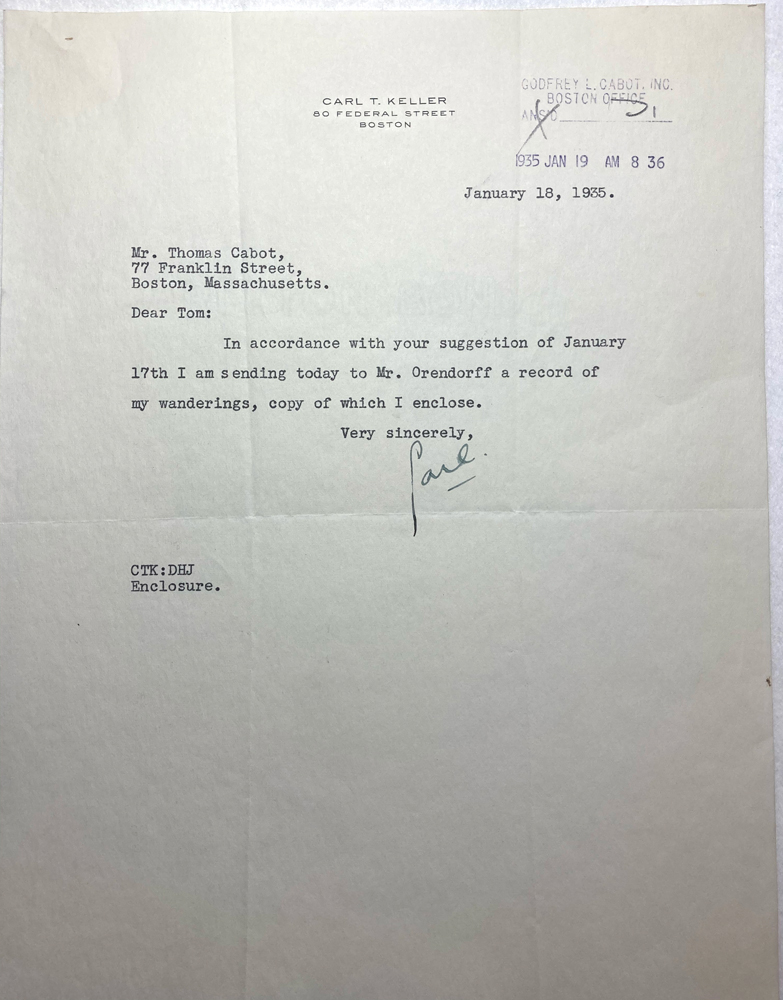 CARL T. KELLER
80 FEDERAL STREET
BOSTON
GODFREY L. CABOT, INC.
BOSTON OFFICE
ANS'D
1935 JAN 19 AM 8 36
January 18, 1935.
Mr. Thomas Cabot,
77 Franklin Street,
Boston, Massachusetts.
Dear Tom:
In accordance with your suggestion of January
17th I am sending today to Mr. Orendorff a record of
my wanderings, copy of which I enclose.
Very sincerely,
Carl.
CTK:DHJ
Enclosure.